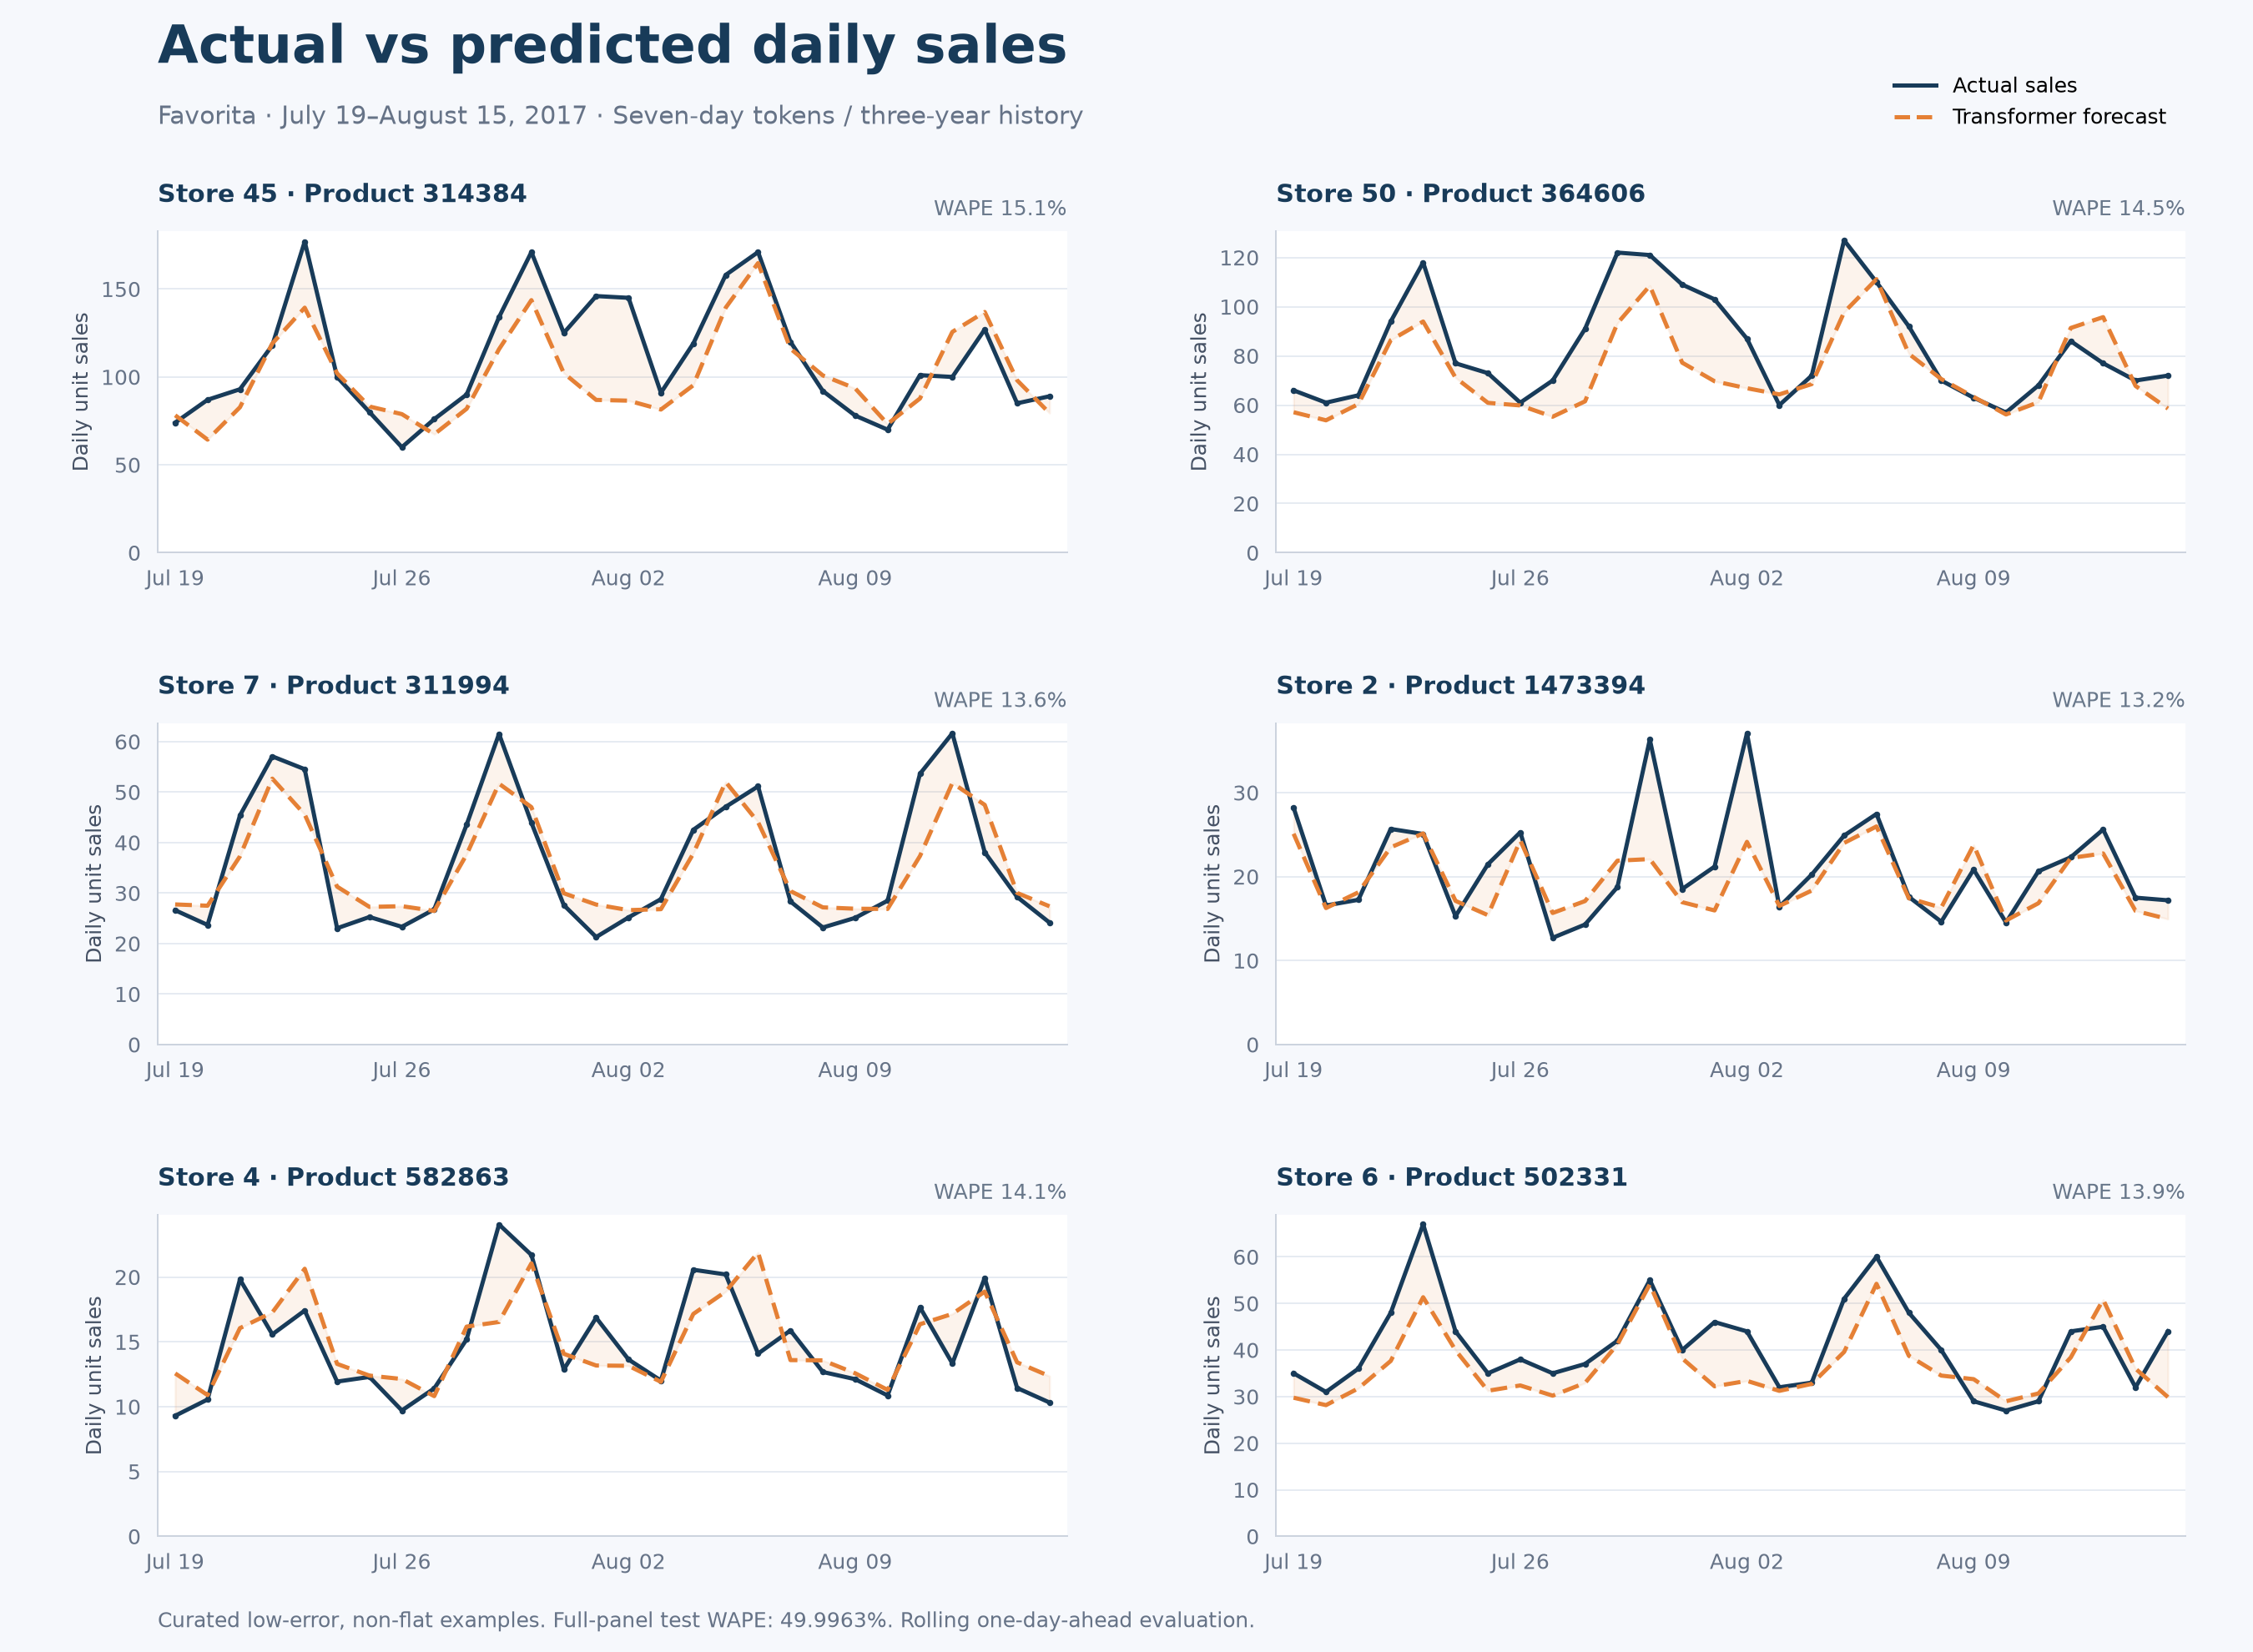 Actual vs predicted daily sales
Favorita · July 19–August 15, 2017 · Seven-day tokens / three-year history
Actual sales
Transformer forecast
Store 45 · Product 314384
WAPE 15.1%
Daily unit sales
150
100
50
0
Jul 19 Jul 26 Aug 02 Aug 09
Store 50 · Product 364606
WAPE 14.5%
Daily unit sales
120
100
80
60
40
20
0
Jul 19 Jul 26 Aug 02 Aug 09
Store 7 · Product 311994
WAPE 13.6%
Daily unit sales
60
50
40
30
20
10
0
Jul 19 Jul 26 Aug 02 Aug 09
Store 2 · Product 1473394
WAPE 13.2%
Daily unit sales
30
20
10
0
Jul 19 Jul 26 Aug 02 Aug 09
Store 4 · Product 582863
WAPE 14.1%
Daily unit sales
20
15
10
5
0
Jul 19 Jul 26 Aug 02 Aug 09
Store 6 · Product 502331
WAPE 13.9%
Daily unit sales
60
50
40
30
20
10
0
Jul 19 Jul 26 Aug 02 Aug 09
Curated low-error, non-flat examples. Full-panel test WAPE: 49.9963%. Rolling one-day-ahead evaluation.